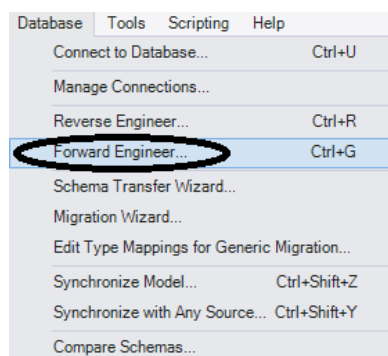 Database Tools Scripting Help
Connect to Database... Ctrl+U
Manage Connections...
Reverse Engineer... Ctrl+R
Forward Engineer... Ctrl+G
Schema Transfer Wizard...
Migration Wizard...
Edit Type Mappings for Generic Migration...
Synchronize Model... Ctrl+Shift+Z
Synchronize with Any Source... Ctrl+Shift+Y
Compare Schemas...